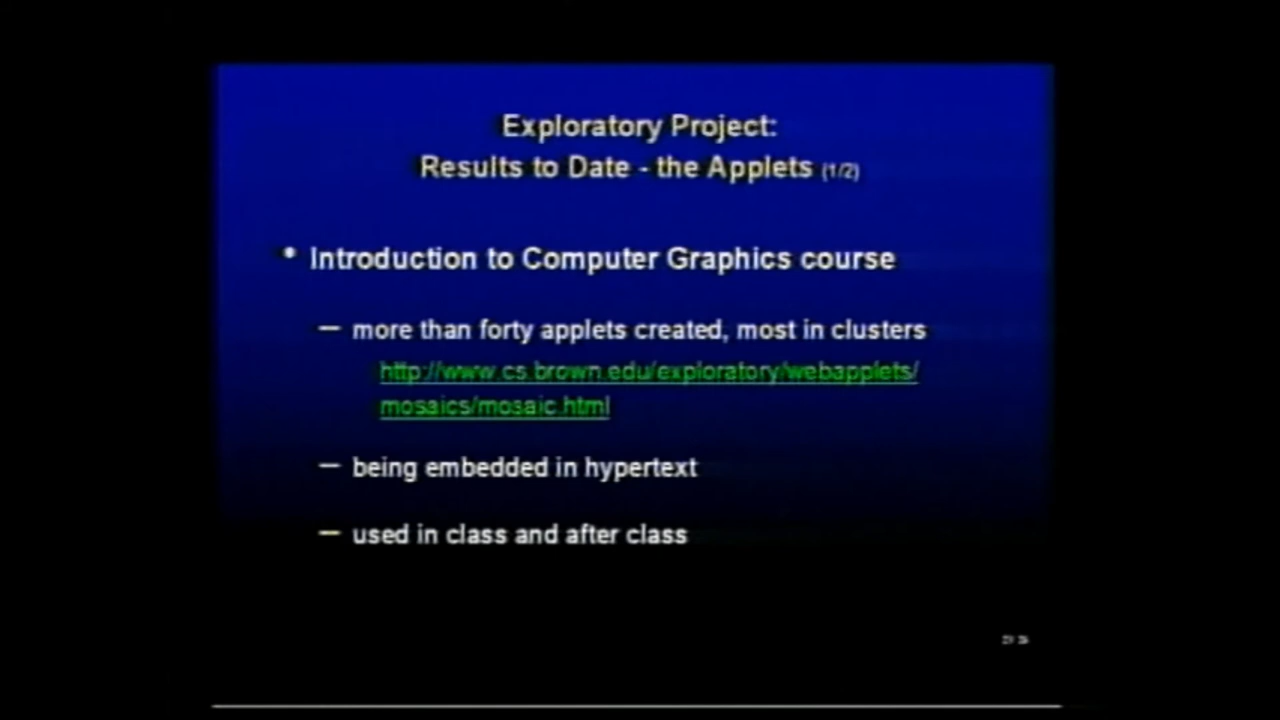 Exploratory Project:
Results to Date - the Applets (1/2)
• Introduction to Computer Graphics course
– more than forty applets created, most in clusters
http://www.cs.brown.edu/exploratory/webapplets/
mosaics/mosaic.html
– being embedded in hypertext
– used in class and after class